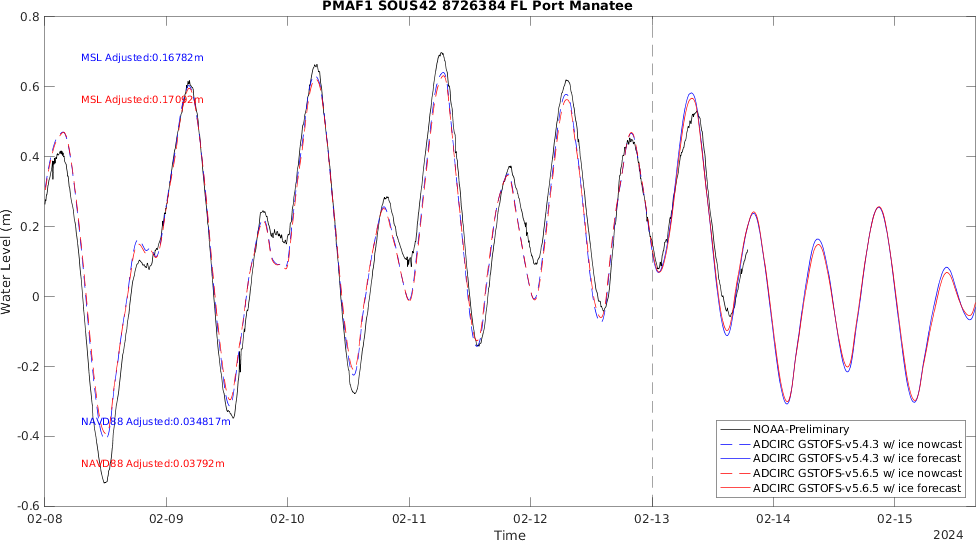 PMAF1 SOUS42 8726384 FL Port Manatee
0.8
0.6
0.4
0.2
0
-0.2
-0.4
-0.6
Water Level (m)
MSL Adjusted:0.16782m
MSL Adjusted:0.17092m
NAVD88 Adjusted:0.034817m
NAVD88 Adjusted:0.03792m
NOAA-Preliminary
ADCIRC GSTOFS-v5.4.3 w/ ice nowcast
ADCIRC GSTOFS-v5.4.3 w/ ice forecast
ADCIRC GSTOFS-v5.6.5 w/ ice nowcast
ADCIRC GSTOFS-v5.6.5 w/ ice forecast
02-08 02-09 02-10 02-11 02-12 02-13 02-14 02-15
Time
2024